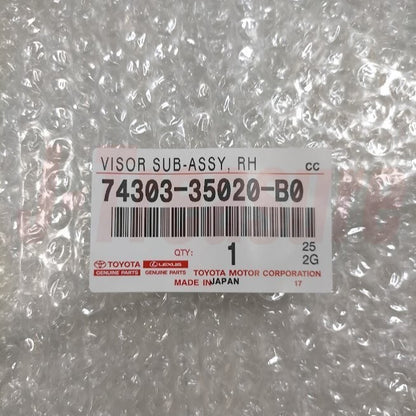 VISOR SUB-ASSY, RH CC
74303-35020-B0
QTY: 1 25
2G
TOYOTA LEXUS
GENUINE PARTS GENUINE PARTS TOYOTA MOTOR CORPORATION
MADE IN JAPAN 17